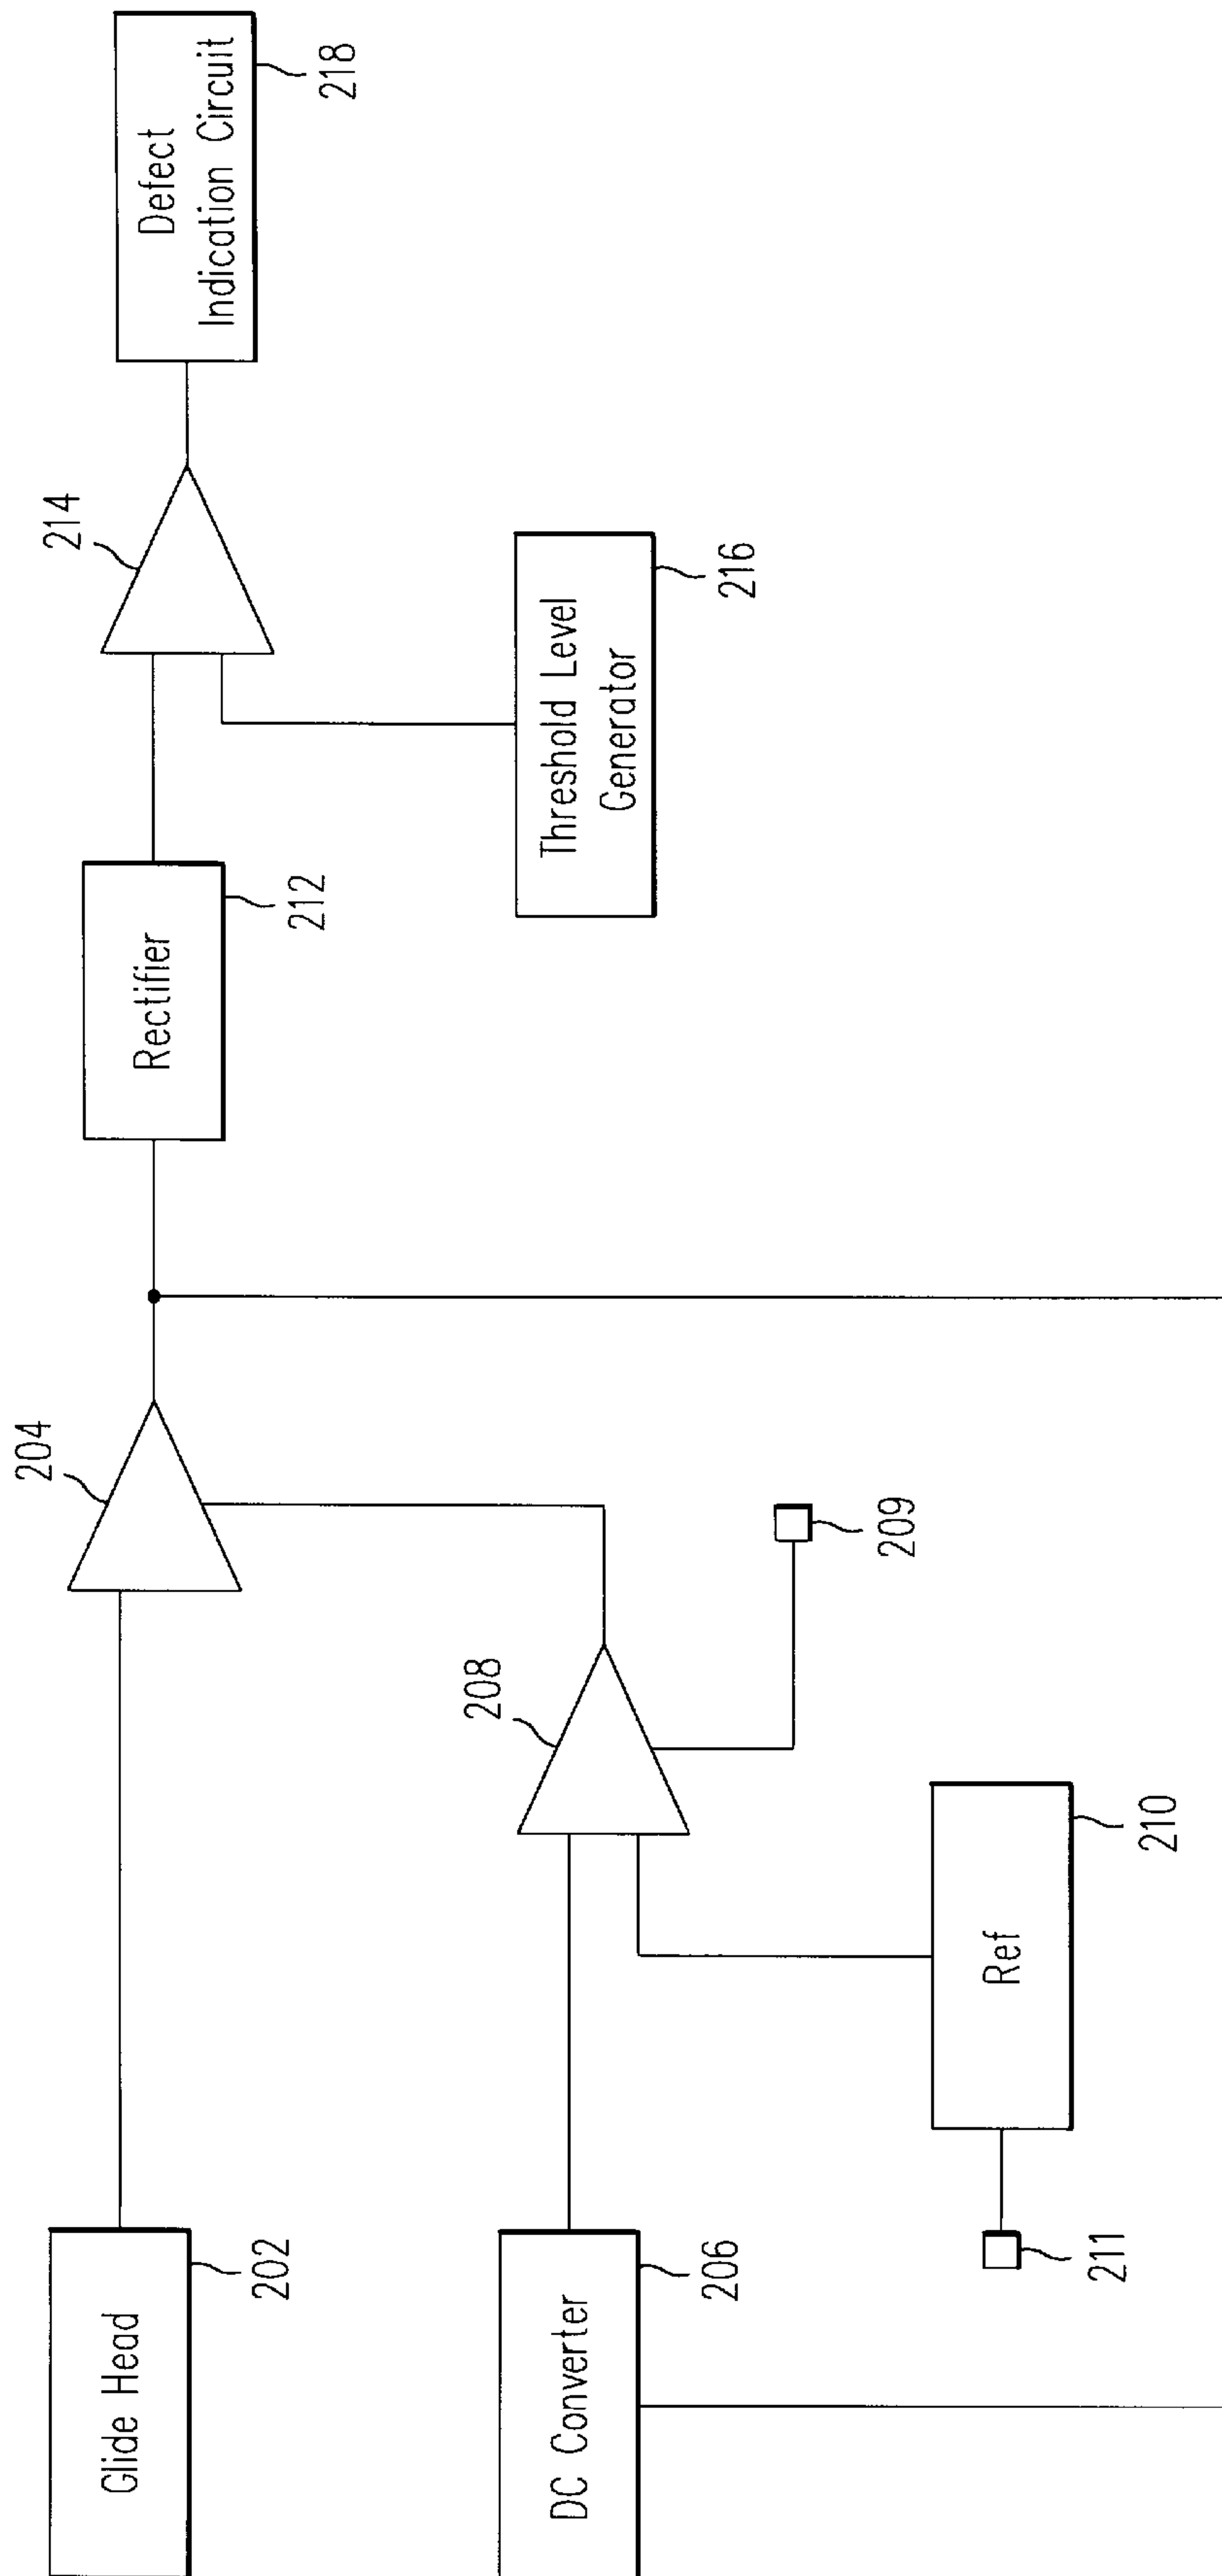 Glide Head
202
204
Rectifier
212
214
Defect
Indication Circuit
218
Threshold Level
Generator
216
DC Converter
206
208
209
Ref
210
211